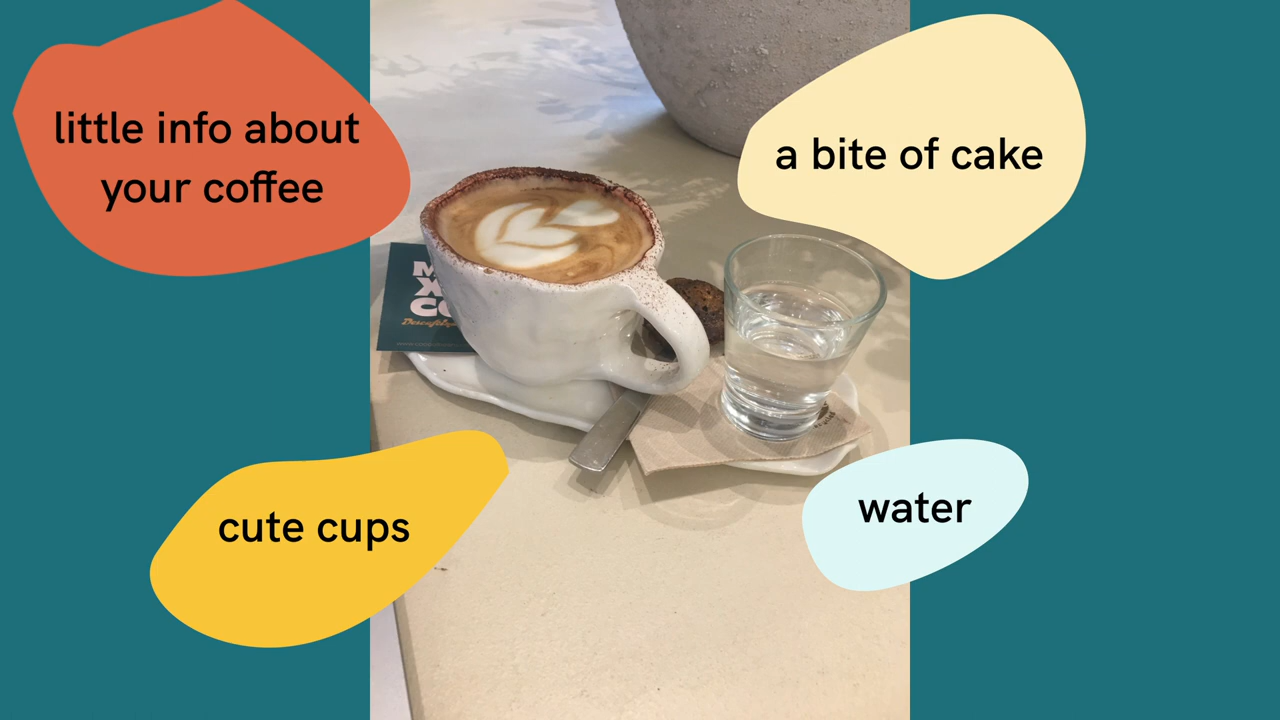 little info about
your coffee
a bite of cake
cute cups
water